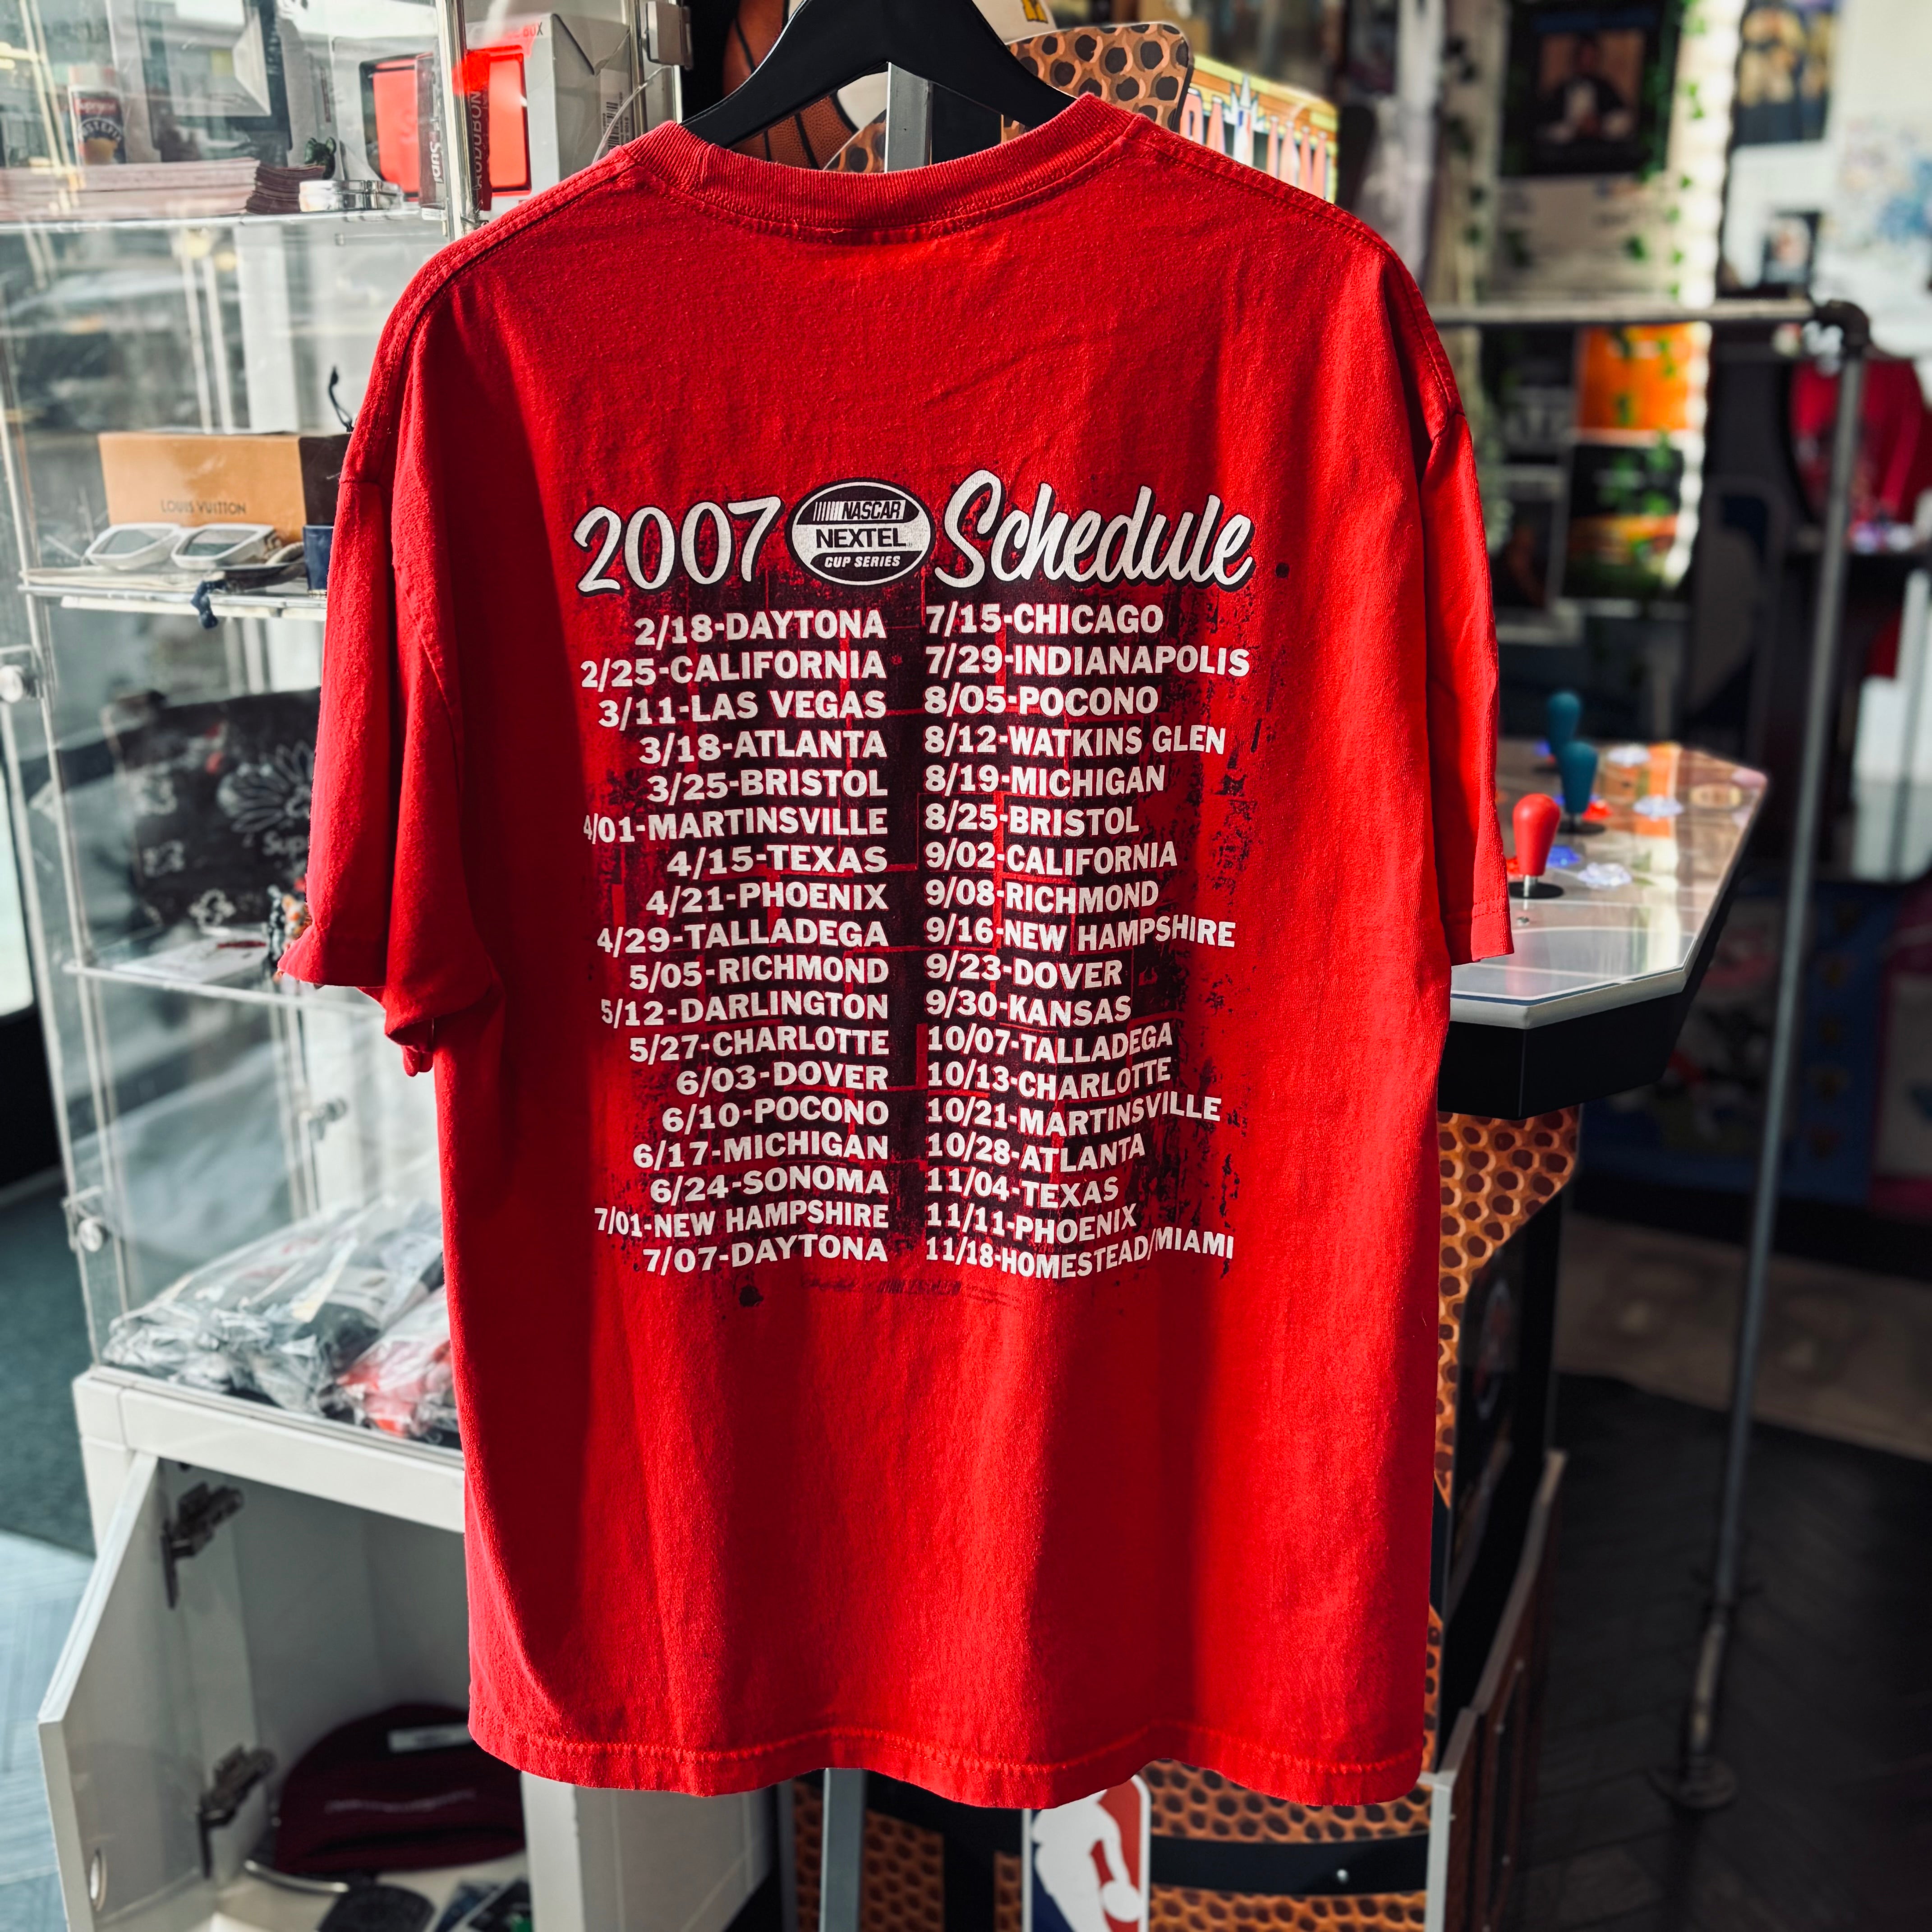 2007 NASCAR NEXTEL CUP SERIES Schedule
2/18-DAYTONA
2/25-CALIFORNIA
3/11-LAS VEGAS
3/18-ATLANTA
3/25-BRISTOL
4/01-MARTINSVILLE
4/15-TEXAS
4/21-PHOENIX
4/29-TALLADEGA
5/05-RICHMOND
5/12-DARLINGTON
5/27-CHARLOTTE
6/03-DOVER
6/10-POCONO
6/17-MICHIGAN
6/24-SONOMA
7/01-NEW HAMPSHIRE
7/07-DAYTONA
7/15-CHICAGO
7/29-INDIANAPOLIS
8/05-POCONO
8/12-WATKINS GLEN
8/19-MICHIGAN
8/25-BRISTOL
9/02-CALIFORNIA
9/08-RICHMOND
9/16-NEW HAMPSHIRE
9/23-DOVER
9/30-KANSAS
10/07-TALLADEGA
10/13-CHARLOTTE
10/21-MARTINSVILLE
10/28-ATLANTA
11/04-TEXAS
11/11-PHOENIX
11/18-HOMESTEAD/MIAMI
LOUIS VUITTON